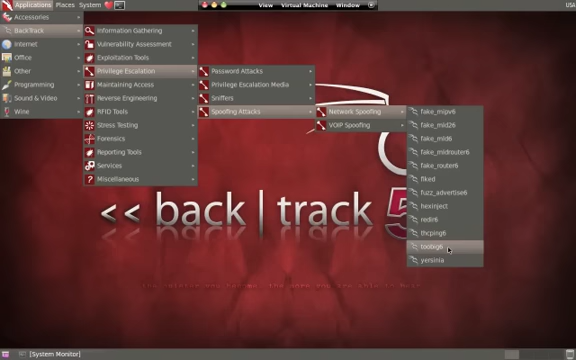 Applications Places System
View Virtual Machine Window
USA
Accessories
BackTrack
Internet
Office
Other
Programming
Sound & Video
Wine
Information Gathering
Vulnerability Assessment
Exploitation Tools
Privilege Escalation
Maintaining Access
Reverse Engineering
RFID Tools
Stress Testing
Forensics
Reporting Tools
Services
Miscellaneous
Password Attacks
Privilege Escalation Media
Sniffers
Spoofing Attacks
Network Spoofing
VOIP Spoofing
fake_mipv6
fake_mld26
fake_mld6
fake_mldrouter6
fake_router6
fiked
fuzz_advertise6
hexinject
redir6
thcping6
toobig6
yersinia
<< back | track 5
[System Monitor]